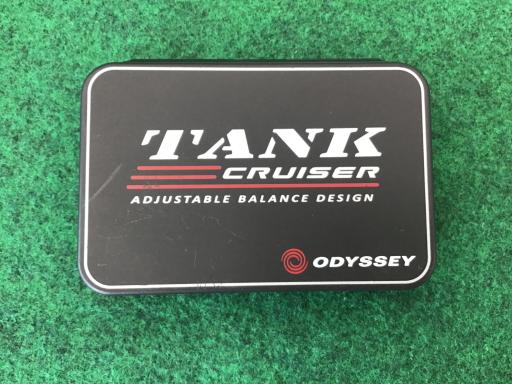 TANK
CRUISER
ADJUSTABLE BALANCE DESIGN
ODYSSEY